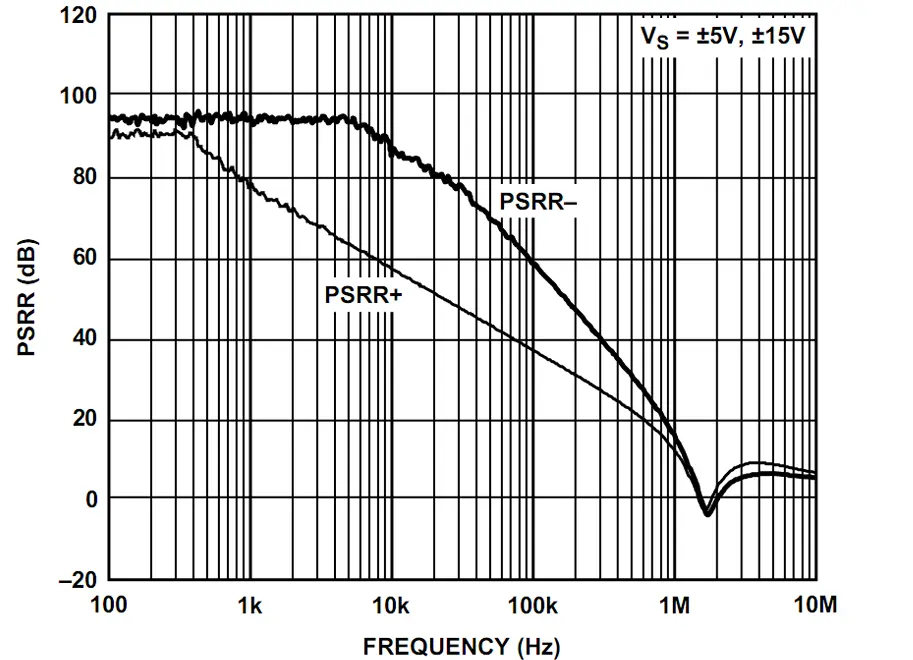 120
V_S = ±5V, ±15V
100
80
PSRR–
60
PSRR+
40
20
0
–20
PSRR (dB)
100 1k 10k 100k 1M 10M
FREQUENCY (Hz)